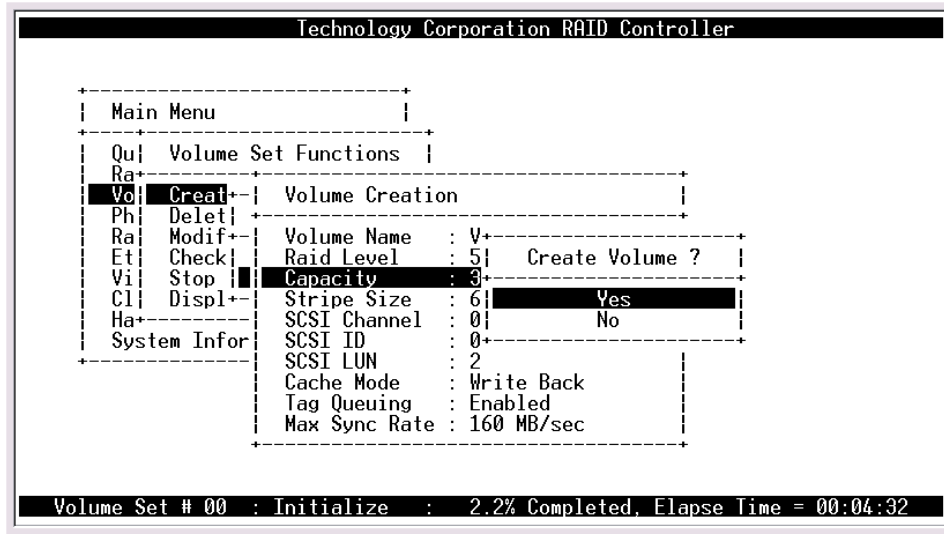 Technology Corporation RAID Controller
Main Menu
Qu
Volume Set Functions
Ra
Vo
Creat
Volume Creation
Ph
Delet
Ra
Modif
Volume Name : V
Et
Check
Raid Level : 5
Create Volume ?
Vi
Stop
Capacity : 3
Cl
Displ
Stripe Size : 6
Yes
Ha
SCSI Channel : 0
No
System Infor
SCSI ID : 0
SCSI LUN : 2
Cache Mode : Write Back
Tag Queuing : Enabled
Max Sync Rate : 160 MB/sec
Volume Set # 00 : Initialize : 2.2% Completed, Elapse Time = 00:04:32